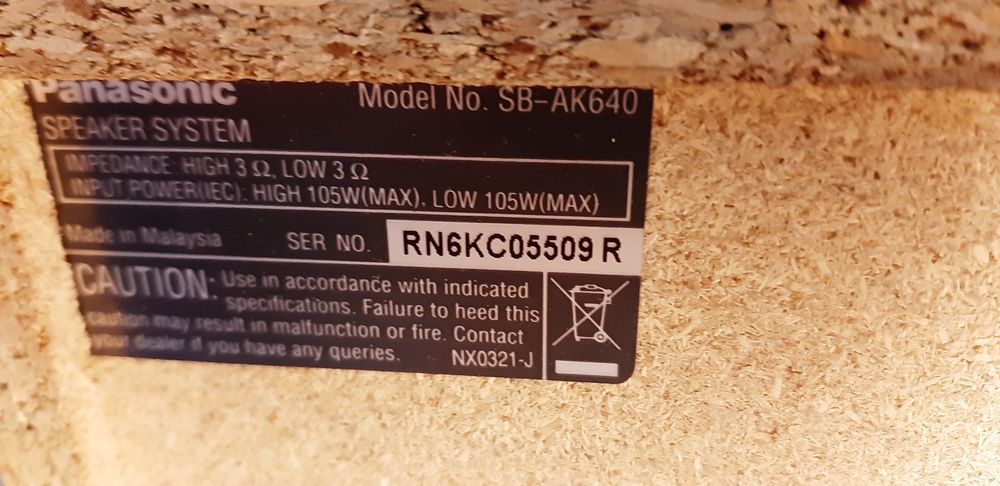 Panasonic Model No. SB-AK640
SPEAKER SYSTEM
IMPEDANCE: HIGH 3 Ω, LOW 3 Ω
INPUT POWER(IEC): HIGH 105W(MAX), LOW 105W(MAX)
Made in Malaysia SER NO. RN6KC05509 R
CAUTION: Use in accordance with indicated
specifications. Failure to heed this
caution may result in malfunction or fire. Contact
your dealer if you have any queries. NX0321-J